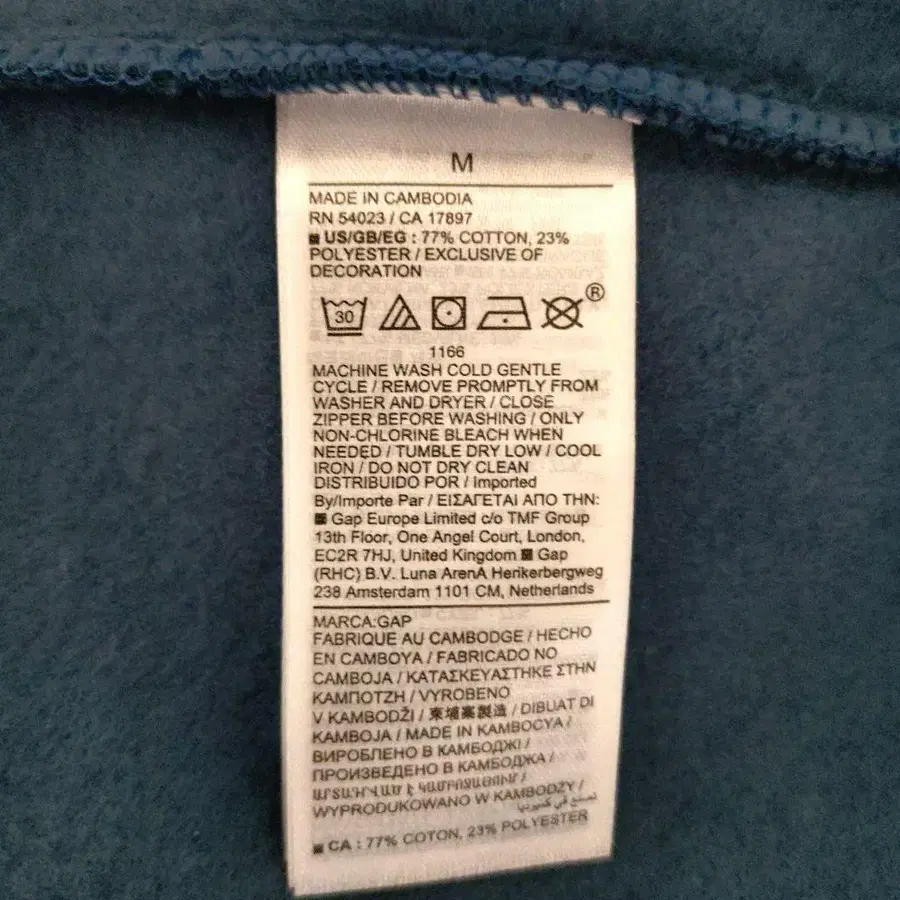 M
MADE IN CAMBODIA
RN 54023 / CA 17897
US/GB/EG : 77% COTTON, 23%
POLYESTER / EXCLUSIVE OF
DECORATION
30
®
1166
MACHINE WASH COLD GENTLE
CYCLE / REMOVE PROMPTLY FROM
WASHER AND DRYER / CLOSE
ZIPPER BEFORE WASHING / ONLY
NON-CHLORINE BLEACH WHEN
NEEDED / TUMBLE DRY LOW / COOL
IRON / DO NOT DRY CLEAN
DISTRIBUIDO POR / Imported
By/Importe Par / ΕΙΣΑΓΕΤΑΙ ΑΠΟ ΤΗΝ:
Gap Europe Limited c/o TMF Group
13th Floor, One Angel Court, London,
EC2R 7HJ, United Kingdom Gap
(RHC) B.V. Luna ArenA Herikerbergweg
238 Amsterdam 1101 CM, Netherlands
MARCA:GAP
FABRIQUE AU CAMBODGE / HECHO
EN CAMBOYA / FABRICADO NO
CAMBOJA / ΚΑΤΑΣΚΕΥΑΣΤΗΚΕ ΣΤΗΝ
ΚΑΜΠΟΤΖΗ / VYROBENO
V KAMBODŽI / 柬埔寨製造 / DIBUAT DI
KAMBOJA / MADE IN KAMBOCYA /
ВИРОБЛЕНО В КАМБОДЖІ /
ПРОИЗВЕДЕНО В КАМБОДЖА /
WYPRODUKOWANO W KAMBODŻY /
CA : 77% COTON, 23% POLYESTER